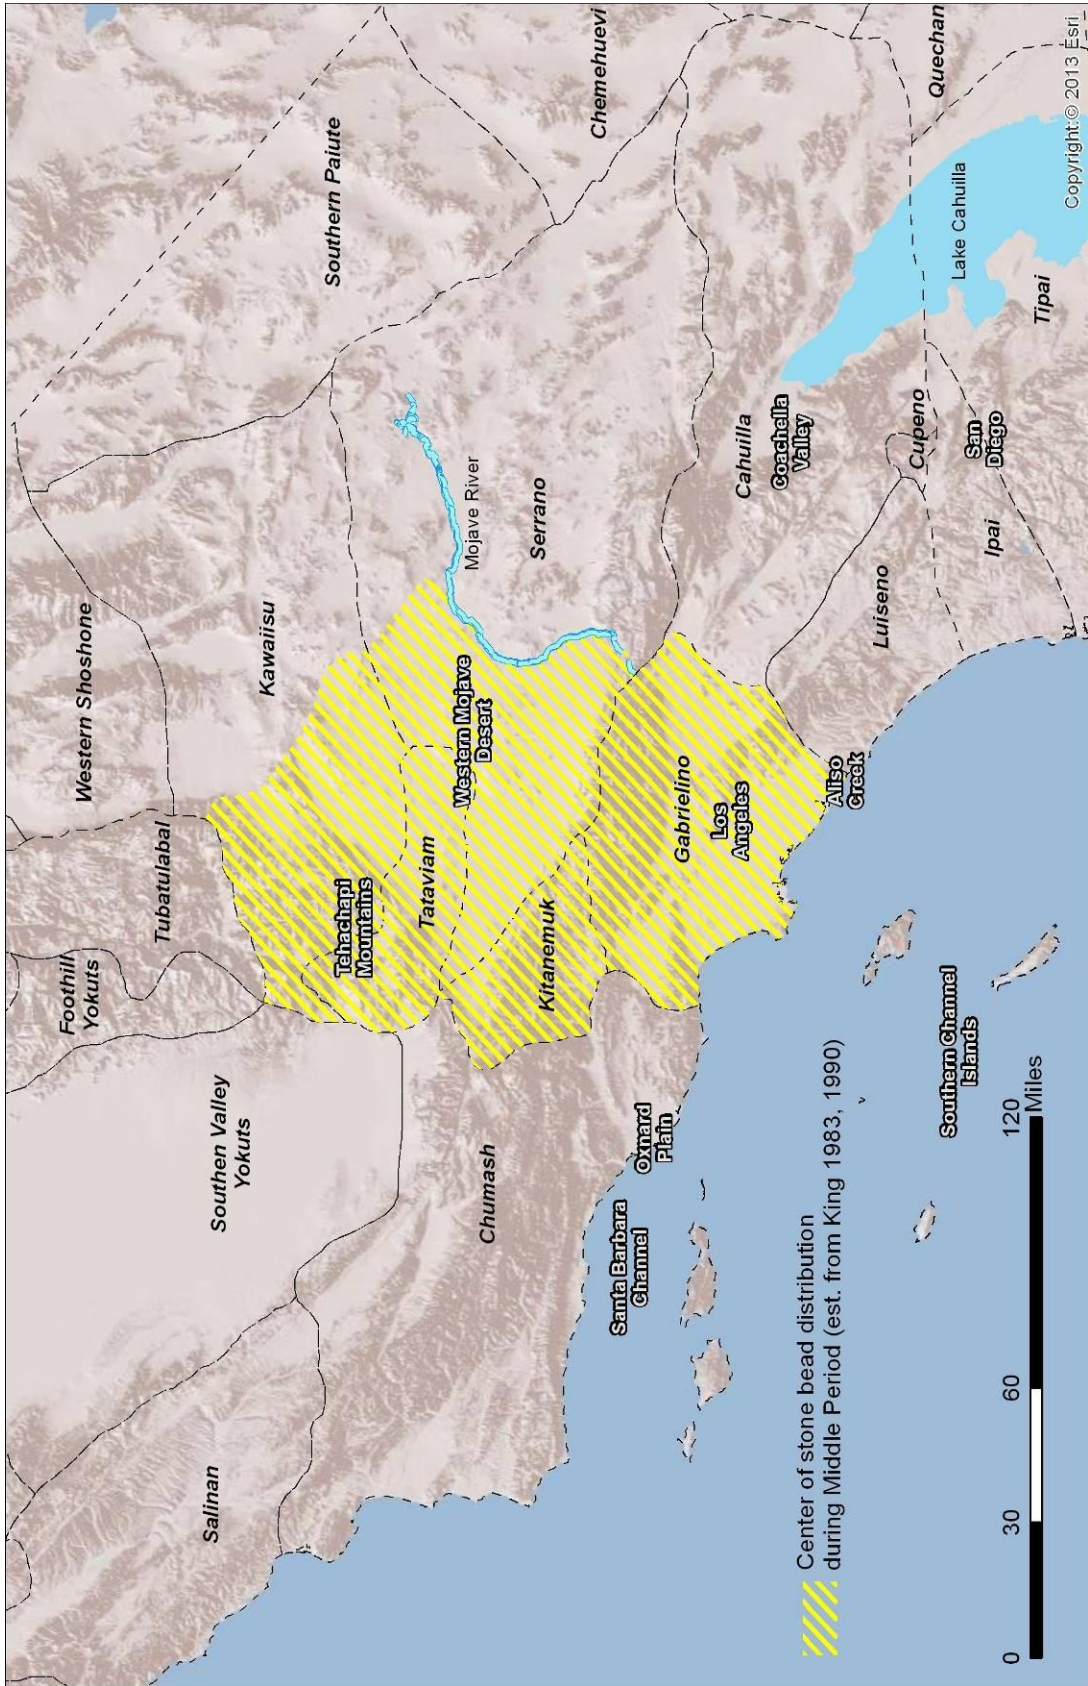 Western Shoshone
Southern Paiute
Chemehuevi
Quechan
Kawaiisu
Tubatulabal
Foothill
Yokuts
Southen Valley
Yokuts
Salinan
Tehachapi
Mountains
Tataviam
Western Mojave
Desert
Mojave River
Serrano
Kitanemuk
Chumash
Gabrielino
Los
Angeles
Cahuilla
Coachella
Valley
Lake Cahuilla
Tipai
Cupeno
San
Diego
Ipai
Luiseno
Aliso
Creek
Oxnard
Plain
Santa Barbara
Channel
Southern Channel
Islands
Center of stone bead distribution
during Middle Period (est. from King 1983, 1990)
0 30 60 120
Miles
Copyright:© 2013 Esri